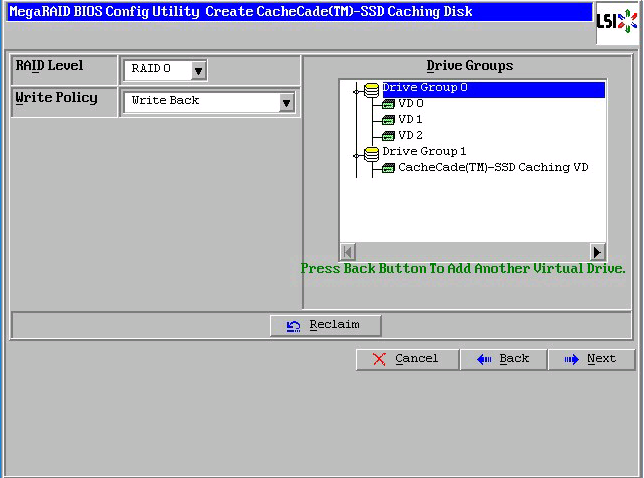 MegaRAID BIOS Config Utility Create CacheCade(TM)-SSD Caching Disk
LSI
RAID Level
RAID 0
Write Policy
Write Back
Drive Groups
Drive Group 0
VD 0
VD 1
VD 2
Drive Group 1
CacheCade(TM)-SSD Caching VD
Press Back Button To Add Another Virtual Drive.
Reclaim
Cancel
Back
Next